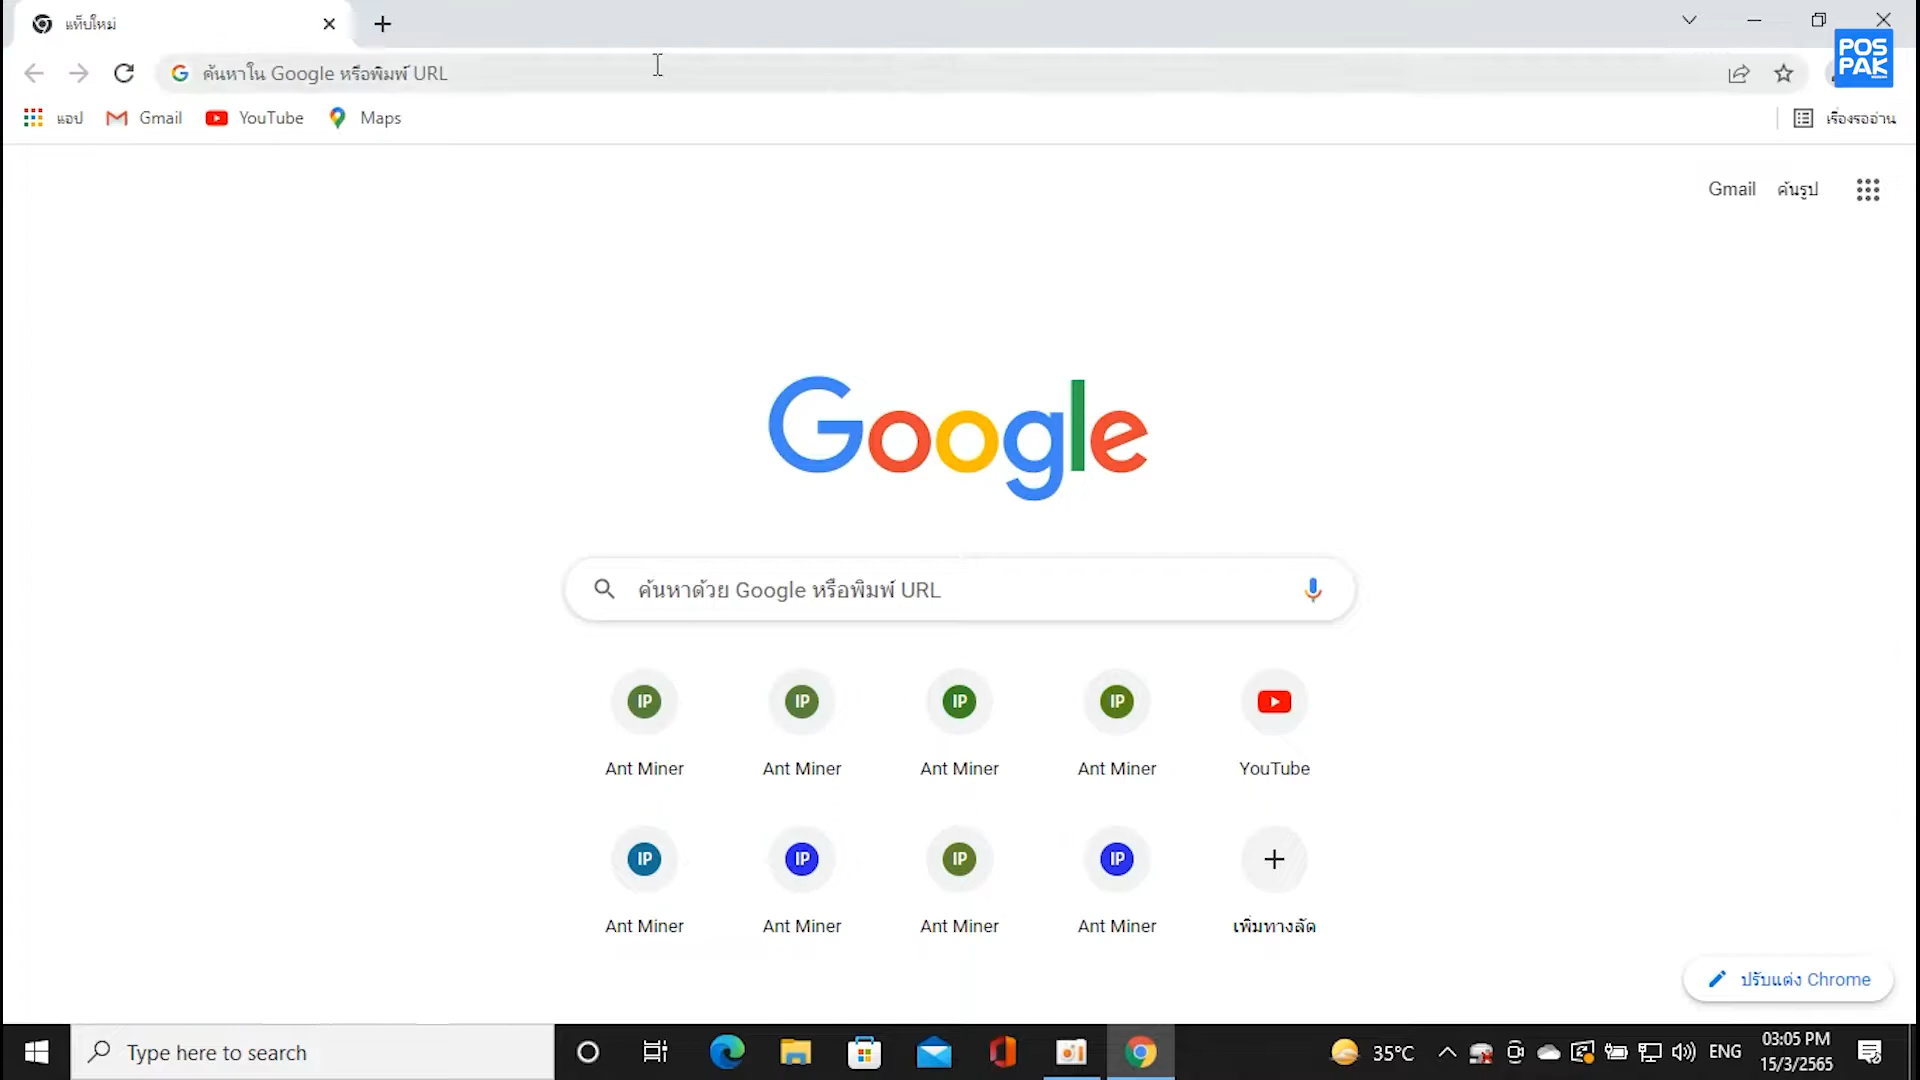 แท็บใหม่
POS
PAK
ค้นหาใน Google หรือพิมพ์ URL
แอป Gmail YouTube Maps เรื่องรออ่าน
Gmail ค้นรูป
Google
ค้นหาด้วย Google หรือพิมพ์ URL
IP IP IP IP
Ant Miner Ant Miner Ant Miner Ant Miner YouTube
IP IP IP IP
Ant Miner Ant Miner Ant Miner Ant Miner เพิ่มทางลัด
ปรับแต่ง Chrome
Type here to search 35°C ENG 03:05 PM
15/3/2565